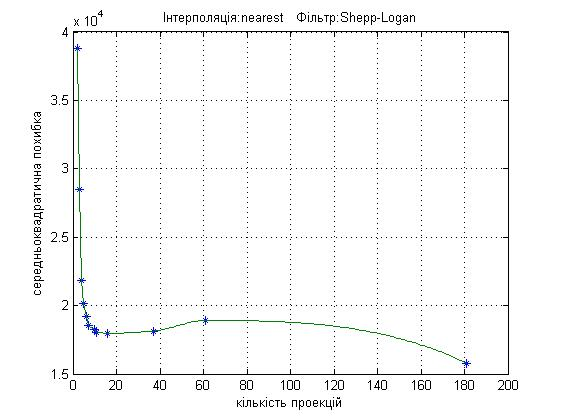 Інтерполяція:nearest Фільтр:Shepp-Logan
x 10^4
4
3.5
3
2.5
2
1.5
середньоквадратична похибка
0 20 40 60 80 100 120 140 160 180 200
кількість проекцій